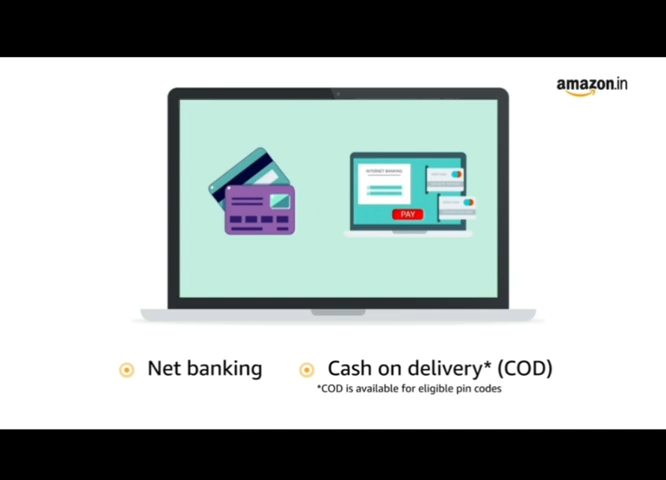 amazon.in
INTERNET BANKING
PAY
Net banking
Cash on delivery* (COD)
*COD is available for eligible pin codes